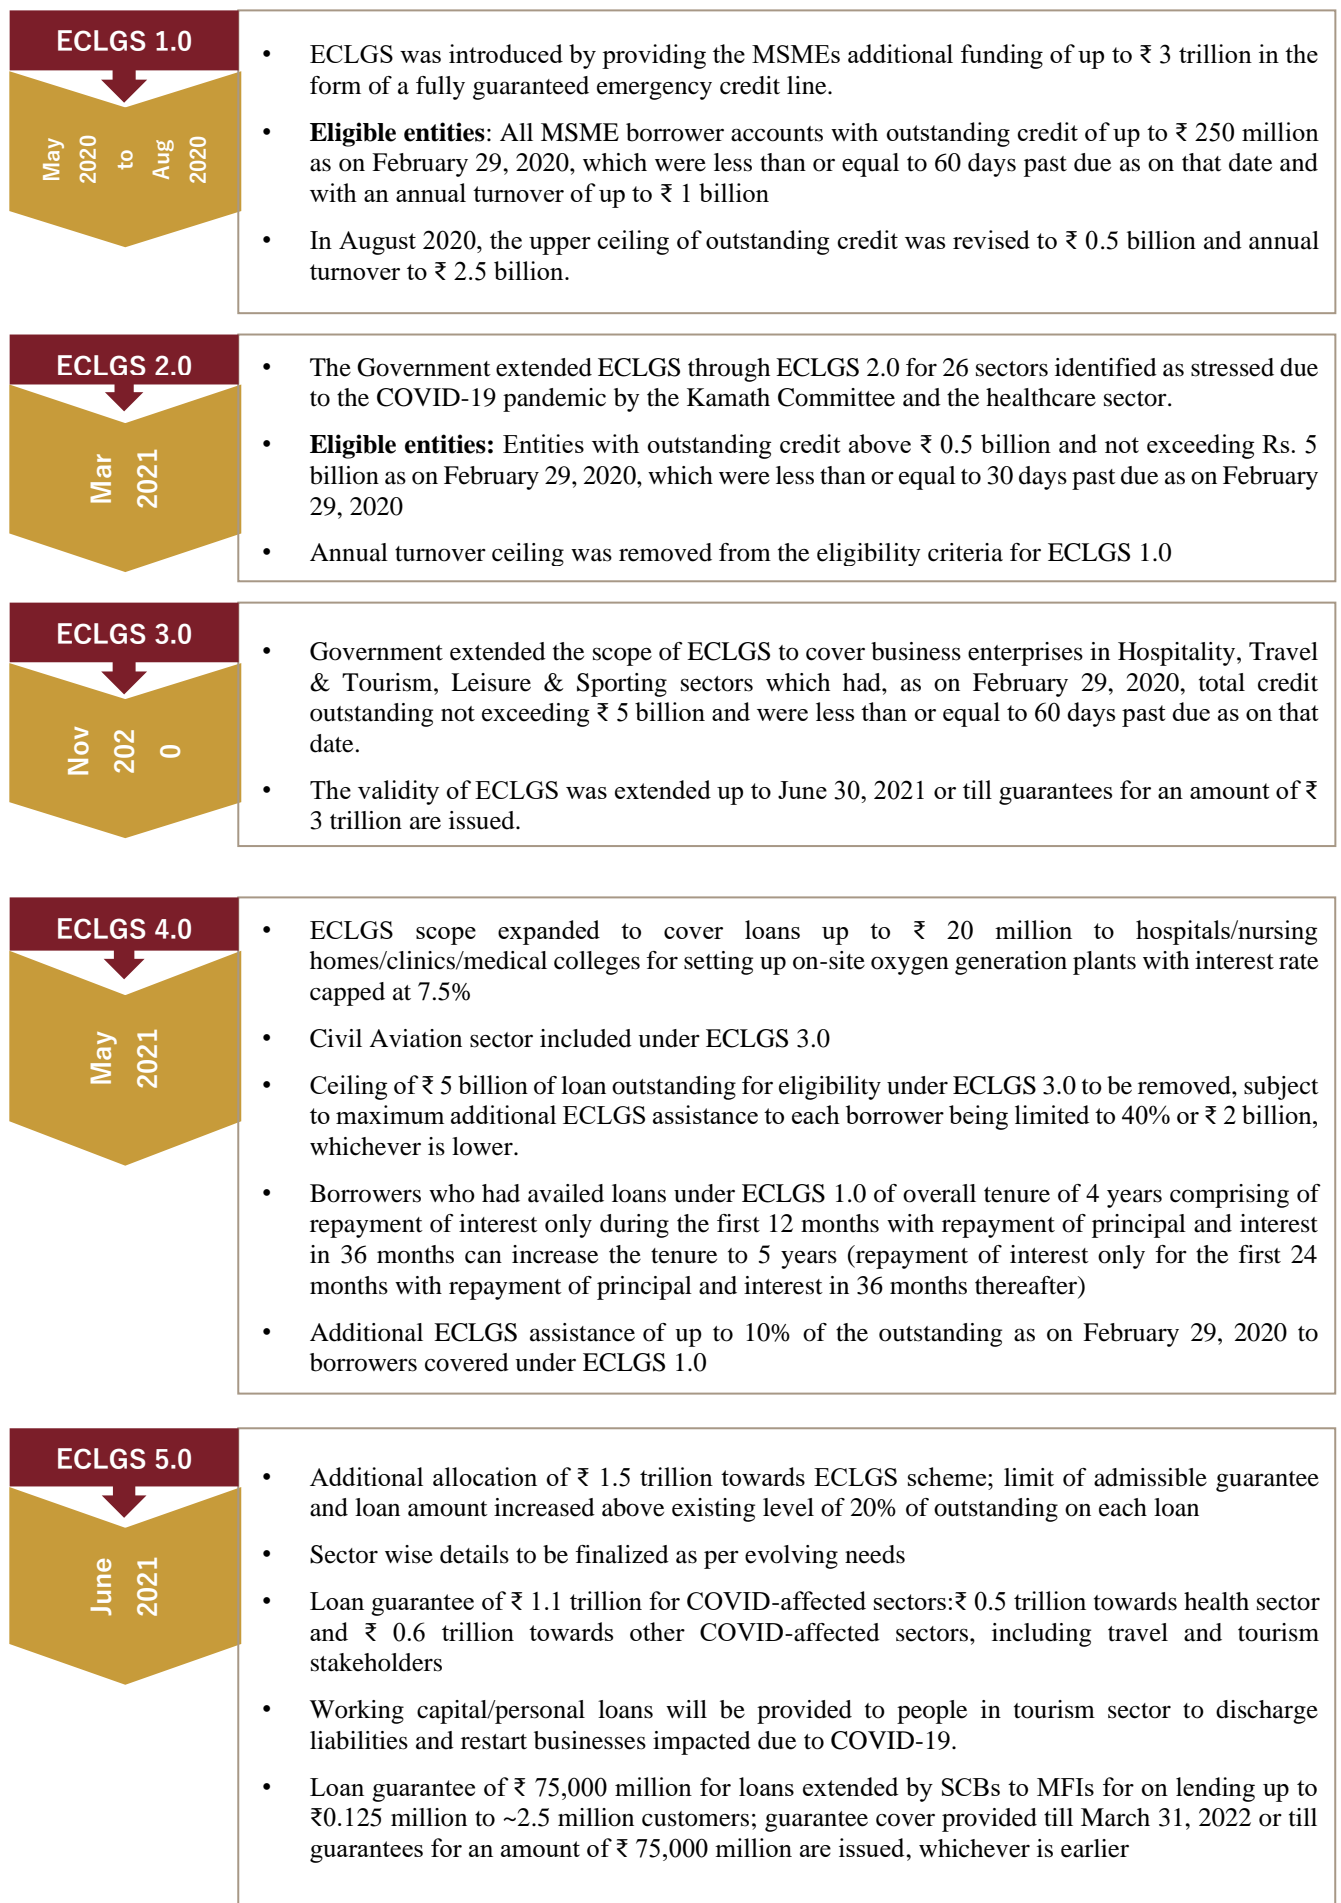 ECLGS 1.0
May
2020
to
Aug
2020
• ECLGS was introduced by providing the MSMEs additional funding of up to ₹ 3 trillion in the
form of a fully guaranteed emergency credit line.
• Eligible entities: All MSME borrower accounts with outstanding credit of up to ₹ 250 million
as on February 29, 2020, which were less than or equal to 60 days past due as on that date and
with an annual turnover of up to ₹ 1 billion
• In August 2020, the upper ceiling of outstanding credit was revised to ₹ 0.5 billion and annual
turnover to ₹ 2.5 billion.
ECLGS 2.0
Mar
2021
• The Government extended ECLGS through ECLGS 2.0 for 26 sectors identified as stressed due
to the COVID-19 pandemic by the Kamath Committee and the healthcare sector.
• Eligible entities: Entities with outstanding credit above ₹ 0.5 billion and not exceeding Rs. 5
billion as on February 29, 2020, which were less than or equal to 30 days past due as on February
29, 2020
• Annual turnover ceiling was removed from the eligibility criteria for ECLGS 1.0
ECLGS 3.0
Nov
202
0
• Government extended the scope of ECLGS to cover business enterprises in Hospitality, Travel
& Tourism, Leisure & Sporting sectors which had, as on February 29, 2020, total credit
outstanding not exceeding ₹ 5 billion and were less than or equal to 60 days past due as on that
date.
• The validity of ECLGS was extended up to June 30, 2021 or till guarantees for an amount of ₹
3 trillion are issued.
ECLGS 4.0
May
2021
• ECLGS scope expanded to cover loans up to ₹ 20 million to hospitals/nursing
homes/clinics/medical colleges for setting up on-site oxygen generation plants with interest rate
capped at 7.5%
• Civil Aviation sector included under ECLGS 3.0
• Ceiling of ₹ 5 billion of loan outstanding for eligibility under ECLGS 3.0 to be removed, subject
to maximum additional ECLGS assistance to each borrower being limited to 40% or ₹ 2 billion,
whichever is lower.
• Borrowers who had availed loans under ECLGS 1.0 of overall tenure of 4 years comprising of
repayment of interest only during the first 12 months with repayment of principal and interest
in 36 months can increase the tenure to 5 years (repayment of interest only for the first 24
months with repayment of principal and interest in 36 months thereafter)
• Additional ECLGS assistance of up to 10% of the outstanding as on February 29, 2020 to
borrowers covered under ECLGS 1.0
ECLGS 5.0
June
2021
• Additional allocation of ₹ 1.5 trillion towards ECLGS scheme; limit of admissible guarantee
and loan amount increased above existing level of 20% of outstanding on each loan
• Sector wise details to be finalized as per evolving needs
• Loan guarantee of ₹ 1.1 trillion for COVID-affected sectors:₹ 0.5 trillion towards health sector
and ₹ 0.6 trillion towards other COVID-affected sectors, including travel and tourism
stakeholders
• Working capital/personal loans will be provided to people in tourism sector to discharge
liabilities and restart businesses impacted due to COVID-19.
• Loan guarantee of ₹ 75,000 million for loans extended by SCBs to MFIs for on lending up to
₹0.125 million to ~2.5 million customers; guarantee cover provided till March 31, 2022 or till
guarantees for an amount of ₹ 75,000 million are issued, whichever is earlier